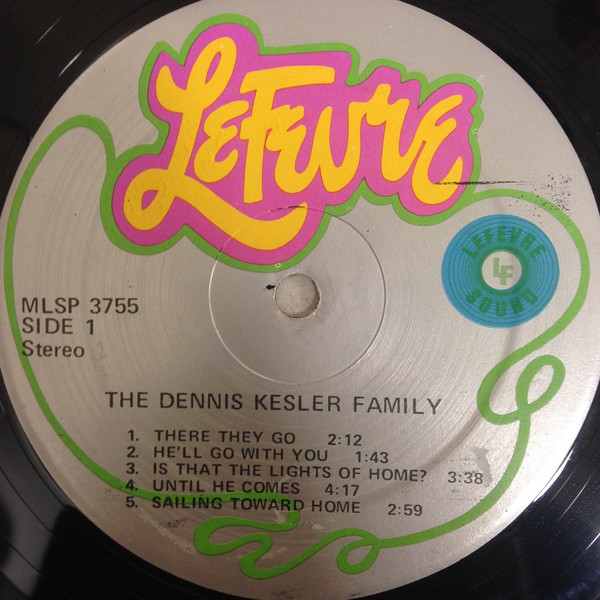 LEFEVRE
LEFEVRE
LF
SOUND
MLSP 3755
SIDE 1
Stereo
THE DENNIS KESLER FAMILY
1. THERE THEY GO 2:12
2. HE'LL GO WITH YOU 1:43
3. IS THAT THE LIGHTS OF HOME? 3:38
4. UNTIL HE COMES 4:17
5. SAILING TOWARD HOME 2:59